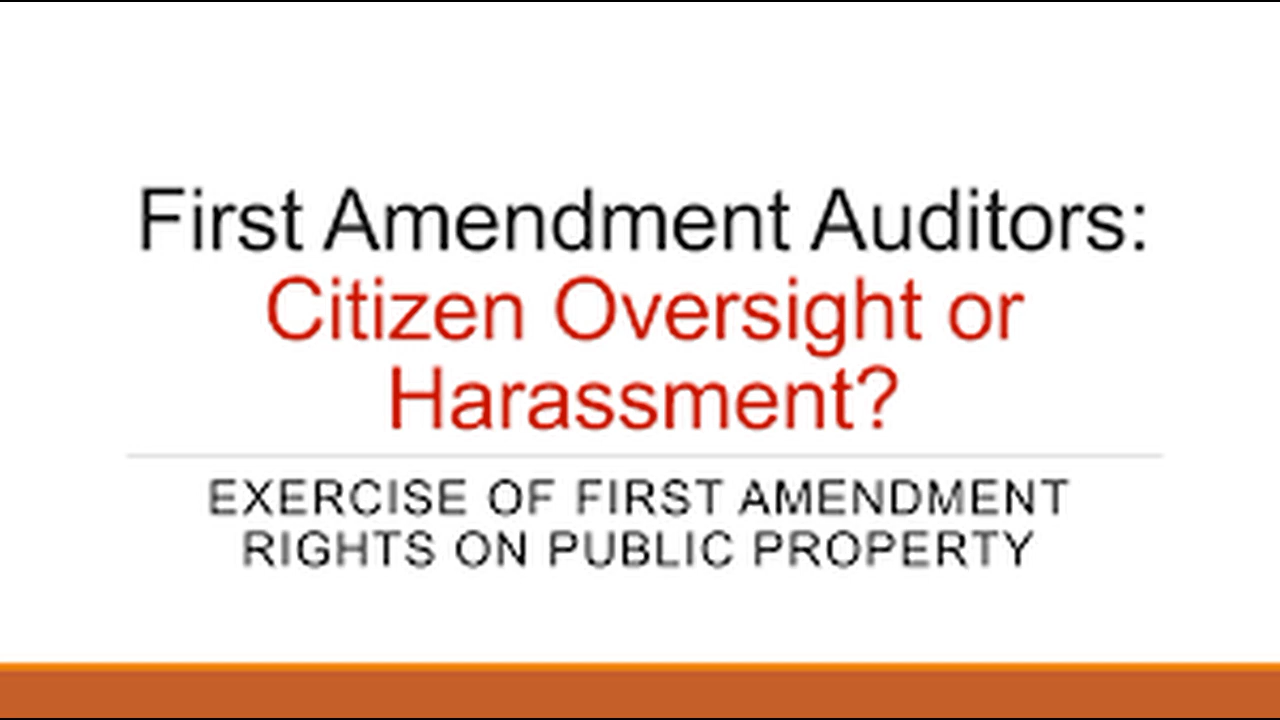 First Amendment Auditors:
Citizen Oversight or
Harassment?
EXERCISE OF FIRST AMENDMENT
RIGHTS ON PUBLIC PROPERTY